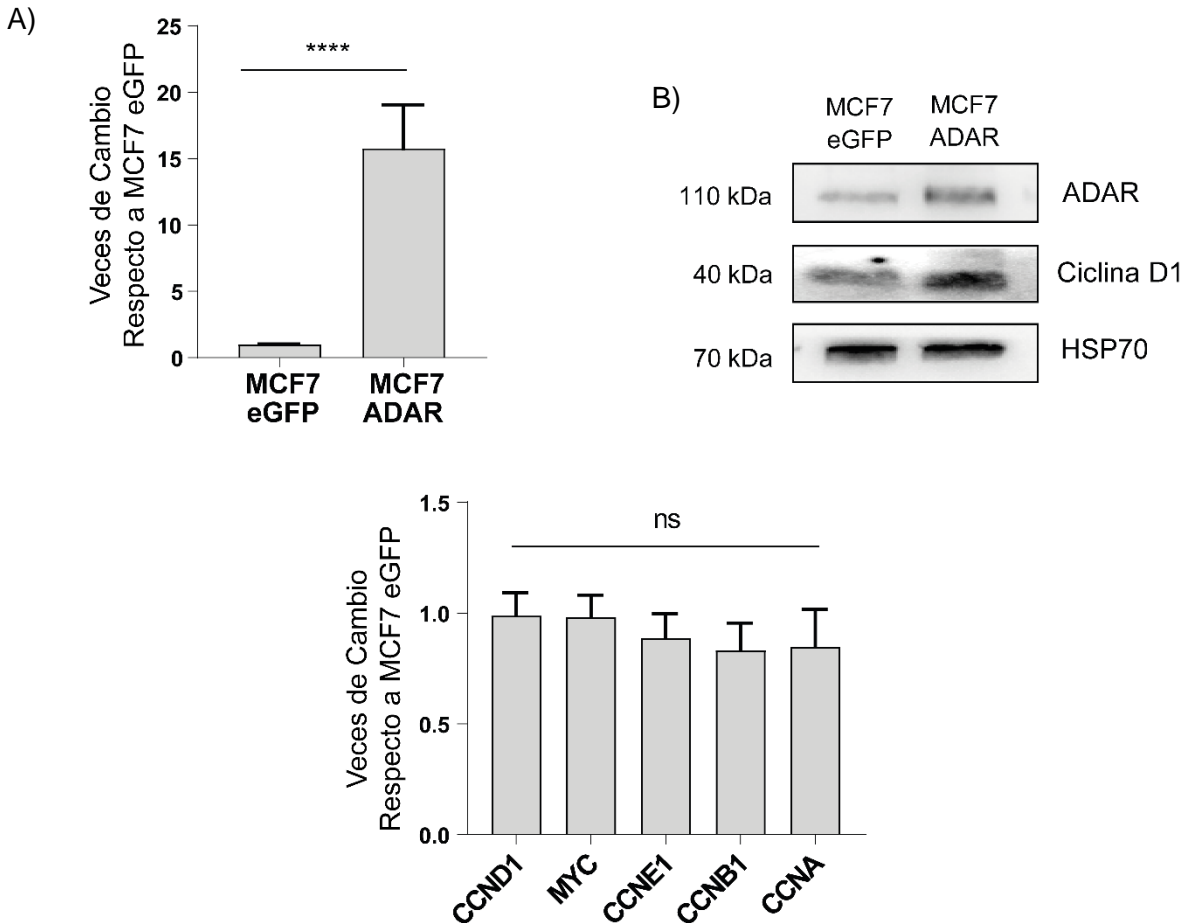 A)
Veces de Cambio
Respecto a MCF7 eGFP
25
20
15
10
5
0
****
MCF7
eGFP
MCF7
ADAR
B)
MCF7
eGFP
MCF7
ADAR
110 kDa
ADAR
40 kDa
Ciclina D1
70 kDa
HSP70
Veces de Cambio
Respecto a MCF7 eGFP
1.5
1.0
0.5
0.0
ns
CCND1
MYC
CCNE1
CCNB1
CCNA